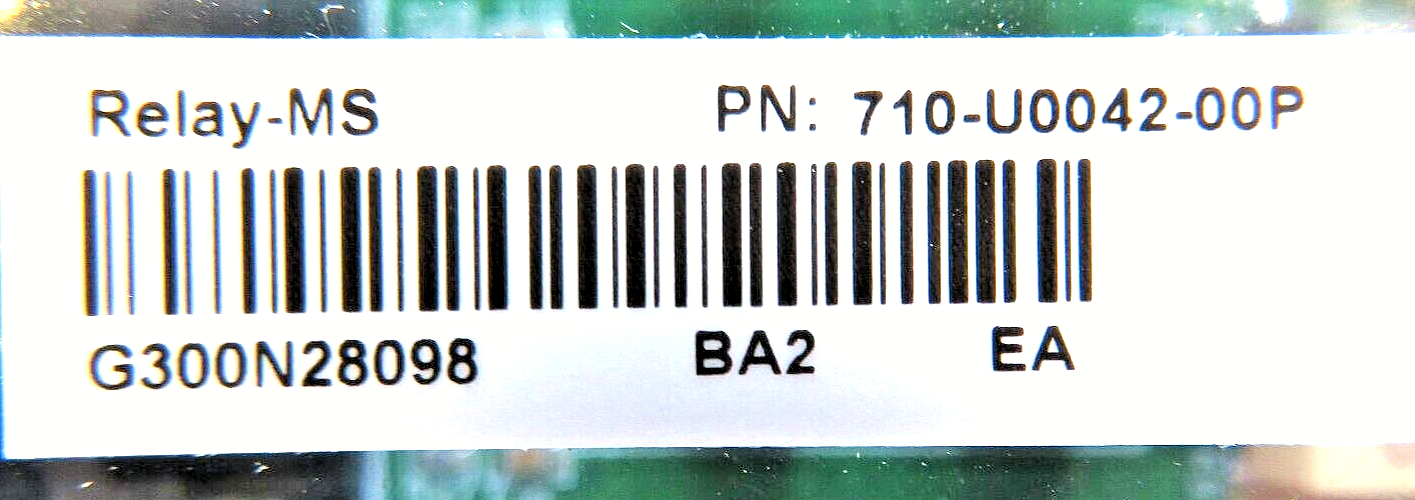 Relay-MS PN: 710-U0042-00P
G300N28098 BA2 EA